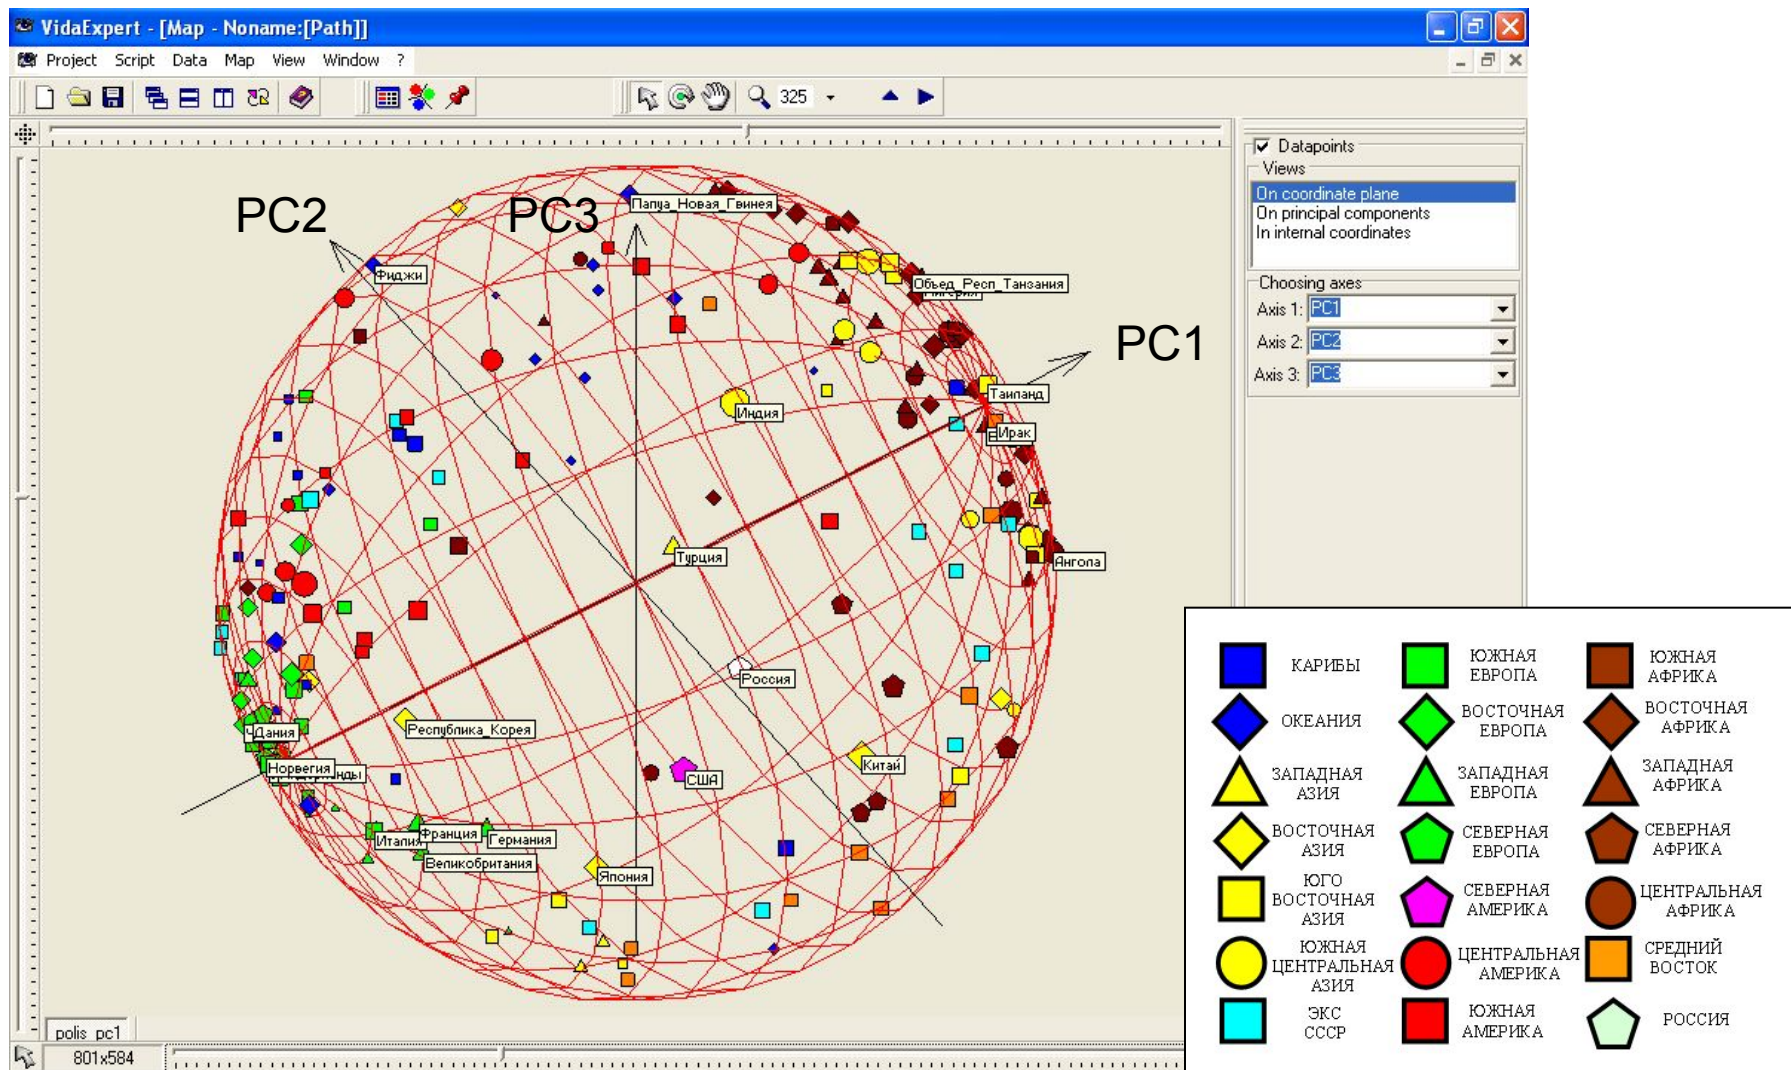 VidaExpert - [Map - Noname:[Path]]
Project Script Data Map View Window ?
325
PC2
PC3
PC1
Папуа_Новая_Гвинея
Фиджи
Объед_Респ_Танзания
Индия
Таиланд
Ирак
Турция
Ангола
Россия
Республика_Корея
Китай
США
Дания
Норвегия
Италия
Франция
Германия
Великобритания
Япония
Datapoints
Views
On coordinate plane
On principal components
In internal coordinates
Choosing axes
Axis 1: PC1
Axis 2: PC2
Axis 3: PC3
КАРИБЫ
ЮЖНАЯ
ЕВРОПА
ЮЖНАЯ
АФРИКА
ОКЕАНИЯ
ВОСТОЧНАЯ
ЕВРОПА
ВОСТОЧНАЯ
АФРИКА
ЗАПАДНАЯ
АЗИЯ
ЗАПАДНАЯ
ЕВРОПА
ЗАПАДНАЯ
АФРИКА
ВОСТОЧНАЯ
АЗИЯ
СЕВЕРНАЯ
ЕВРОПА
СЕВЕРНАЯ
АФРИКА
ЮГО
ВОСТОЧНАЯ
АЗИЯ
СЕВЕРНАЯ
АМЕРИКА
ЦЕНТРАЛЬНАЯ
АФРИКА
ЮЖНАЯ
ЦЕНТРАЛЬНАЯ
АЗИЯ
ЦЕНТРАЛЬНАЯ
АМЕРИКА
СРЕДНИЙ
ВОСТОК
ЭКС
СССР
ЮЖНАЯ
АМЕРИКА
РОССИЯ
polis_pc1
801x584